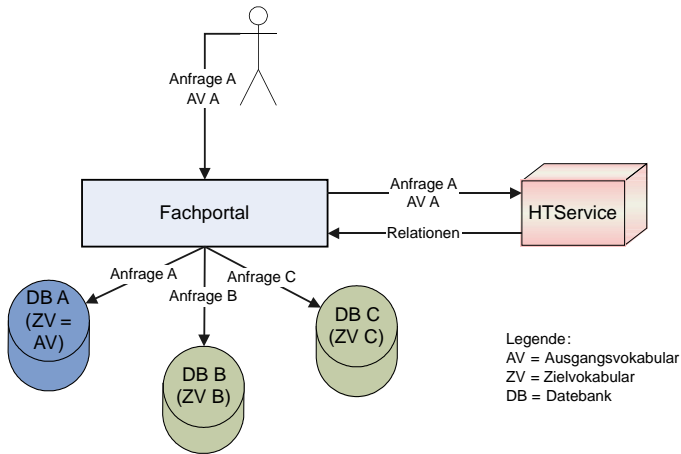 Anfrage A
AV A
Fachportal
Anfrage A
AV A
HTService
Relationen
Anfrage A
Anfrage B
Anfrage C
DB A
(ZV =
AV)
DB B
(ZV B)
DB C
(ZV C)
Legende:
AV = Ausgangsvokabular
ZV = Zielvokabular
DB = Datebank